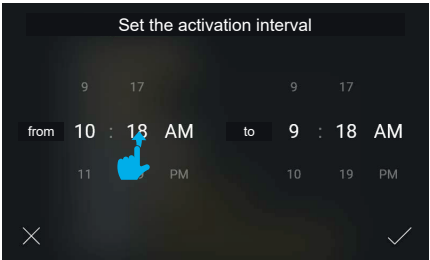 Set the activation interval
9 17 9 17
from 10 : 18 AM to 9 : 18 AM
11 PM 10 19 PM